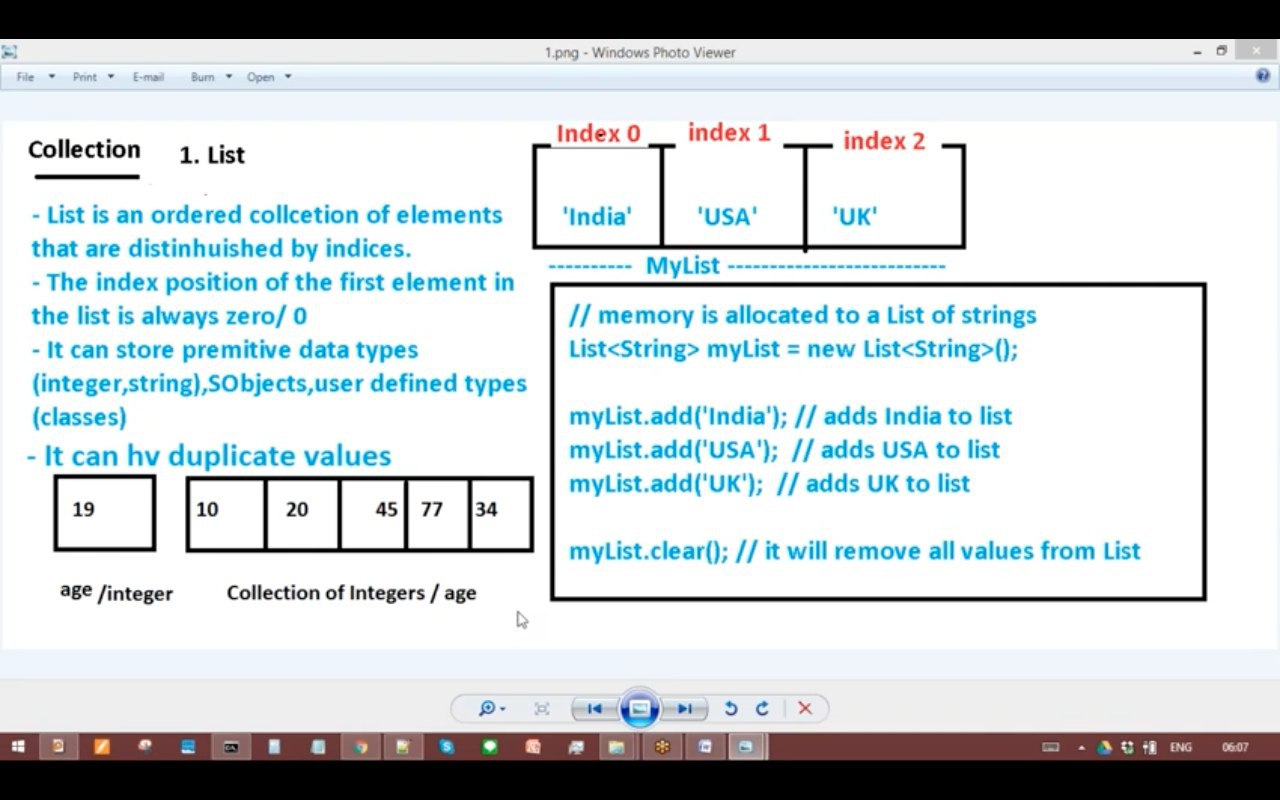 1.png - Windows Photo Viewer
File Print E-mail Burn Open
Collection 1. List
- List is an ordered collcetion of elements
that are distinhuished by indices.
- The index position of the first element in
the list is always zero/ 0
- It can store premitive data types
(integer,string),SObjects,user defined types
(classes)
- It can hv duplicate values
19
10 20 45 77 34
age /integer
Collection of Integers / age
Index 0 index 1 index 2
'India' 'USA' 'UK'
---------- MyList --------------------------
// memory is allocated to a List of strings
List<String> myList = new List<String>();
myList.add('India'); // adds India to list
myList.add('USA'); // adds USA to list
myList.add('UK'); // adds UK to list
myList.clear(); // it will remove all values from List
ENG 06:07